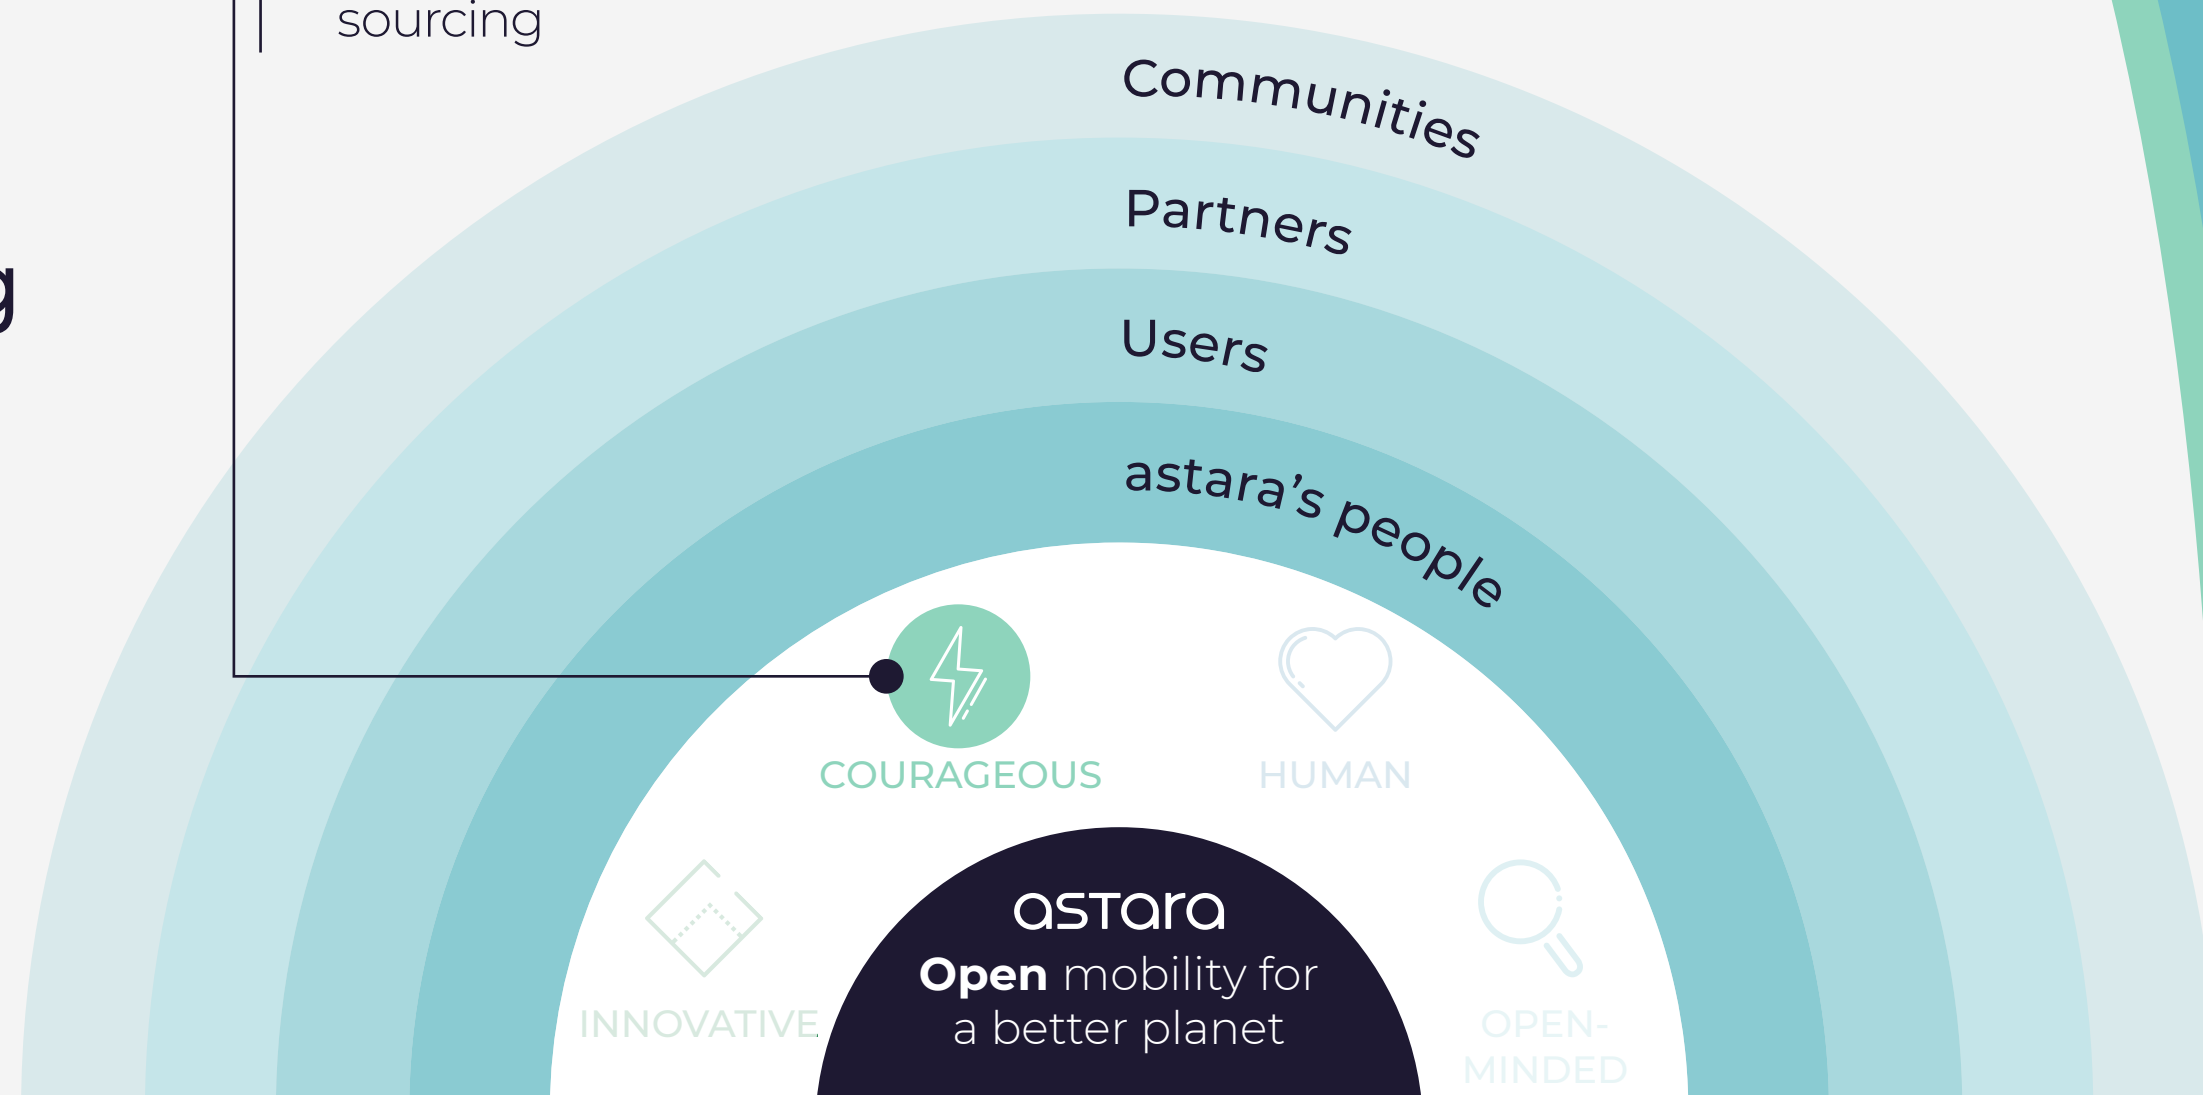 sourcing
g
Communities
Partners
Users
astara’s people
COURAGEOUS
HUMAN
INNOVATIVE
OPEN-
MINDED
astara
Open mobility for
a better planet